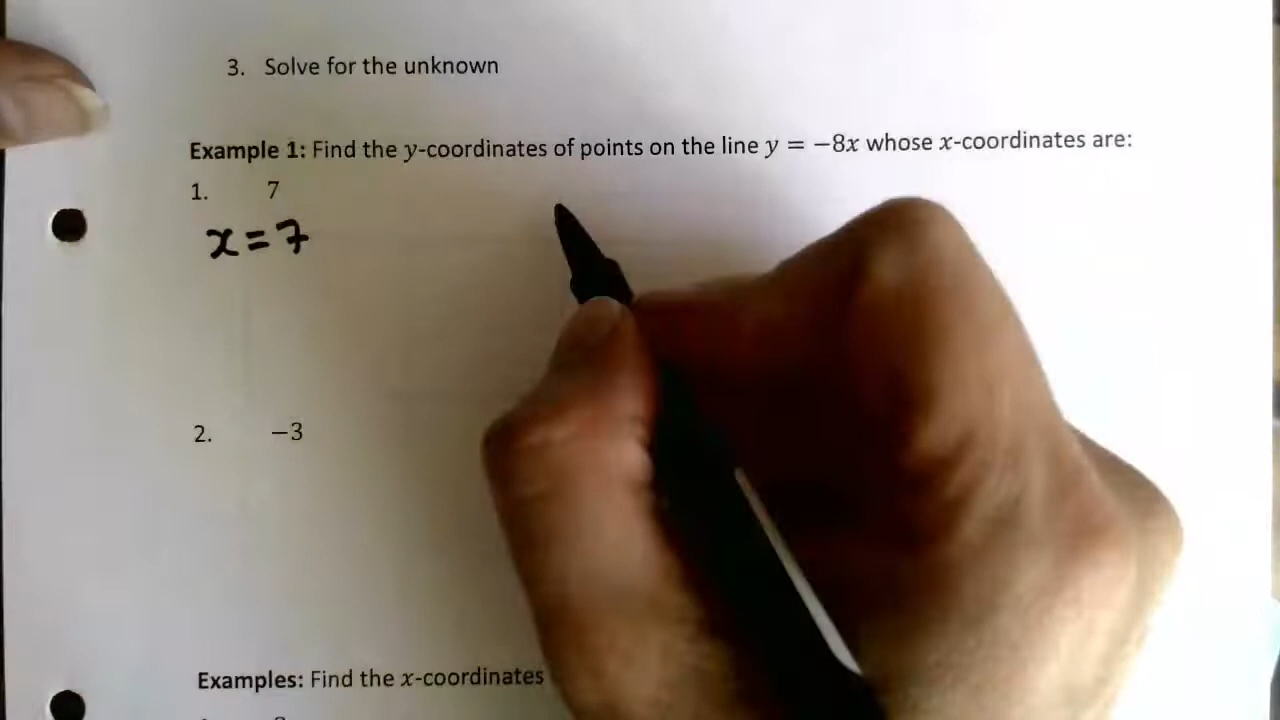 3. Solve for the unknown
Example 1: Find the y-coordinates of points on the line y = −8x whose x-coordinates are:
1. 7
x = 7
2. −3
Examples: Find the x-coordinates